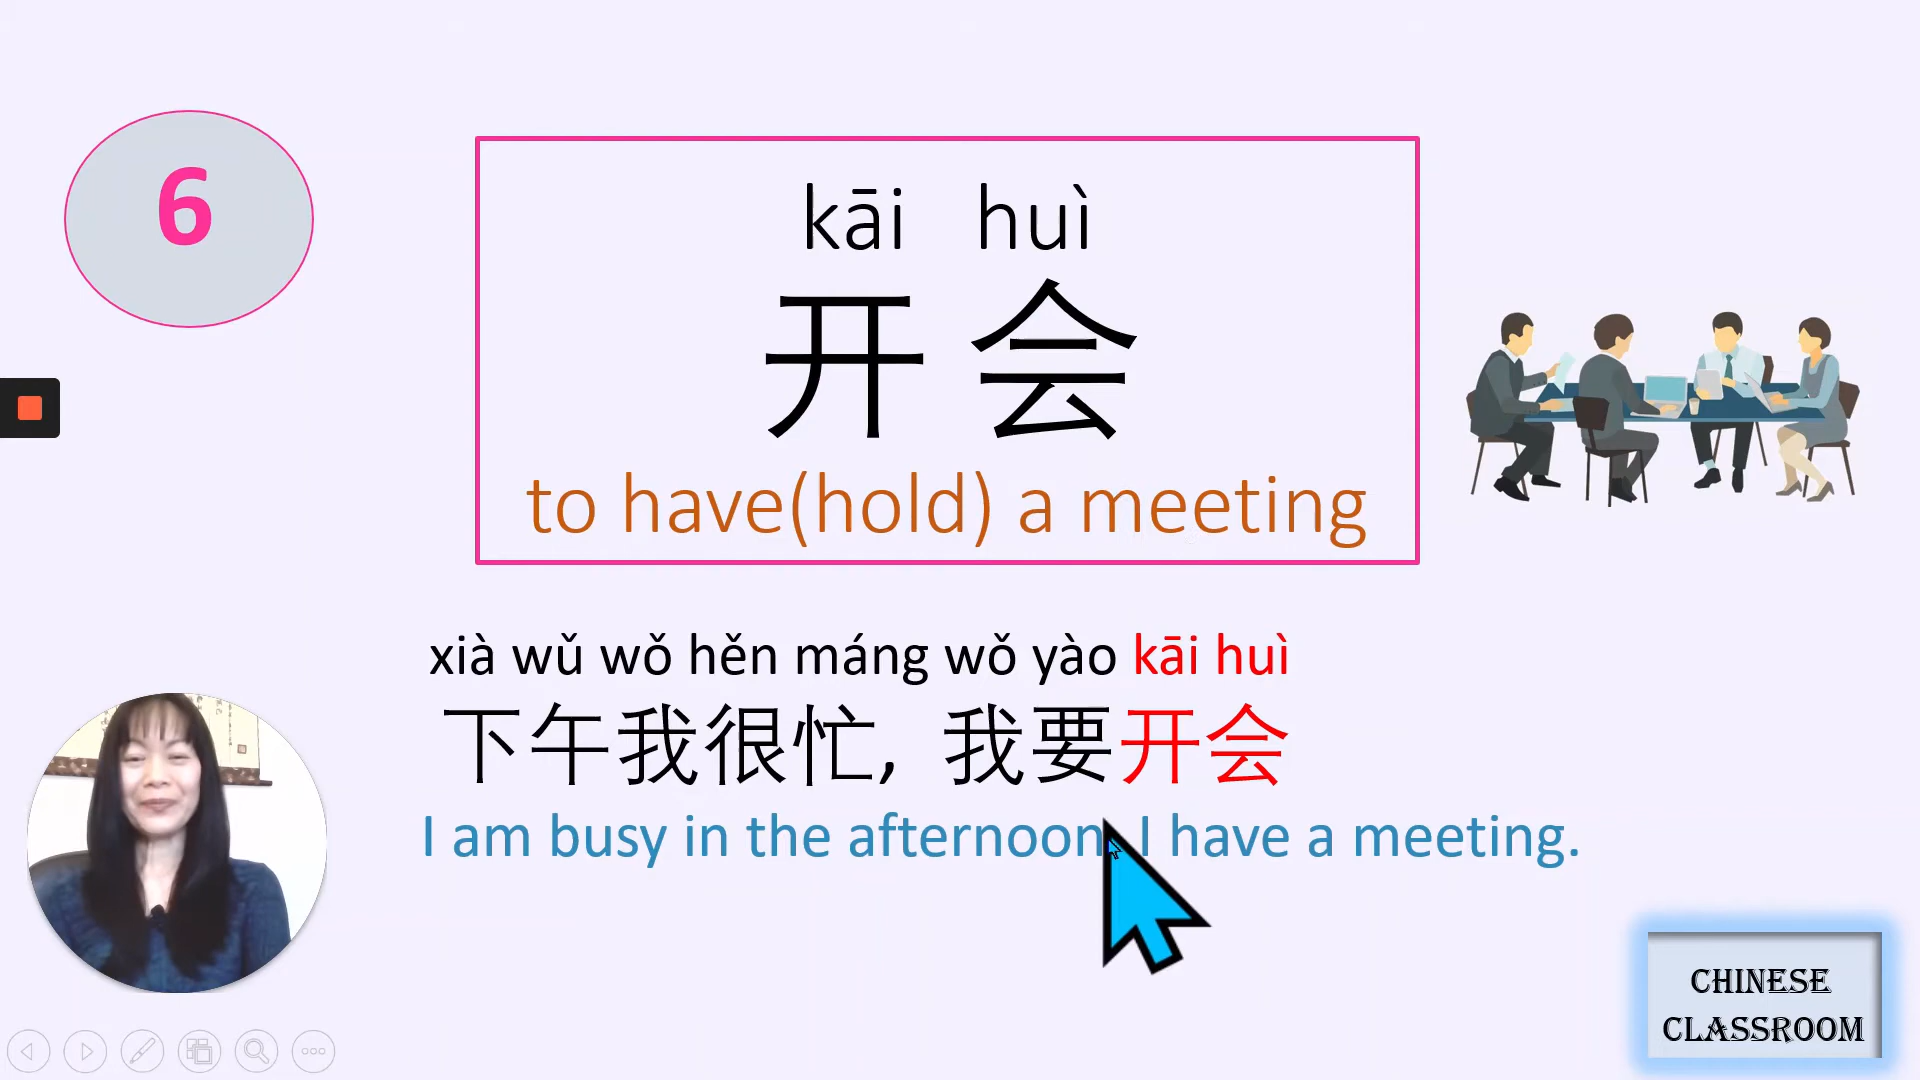 6
kāi huì
开会
to have(hold) a meeting
xià wǔ wǒ hěn máng wǒ yào kāi huì
下午我很忙, 我要开会
I am busy in the afternoon I have a meeting.
CHINESE
CLASSROOM